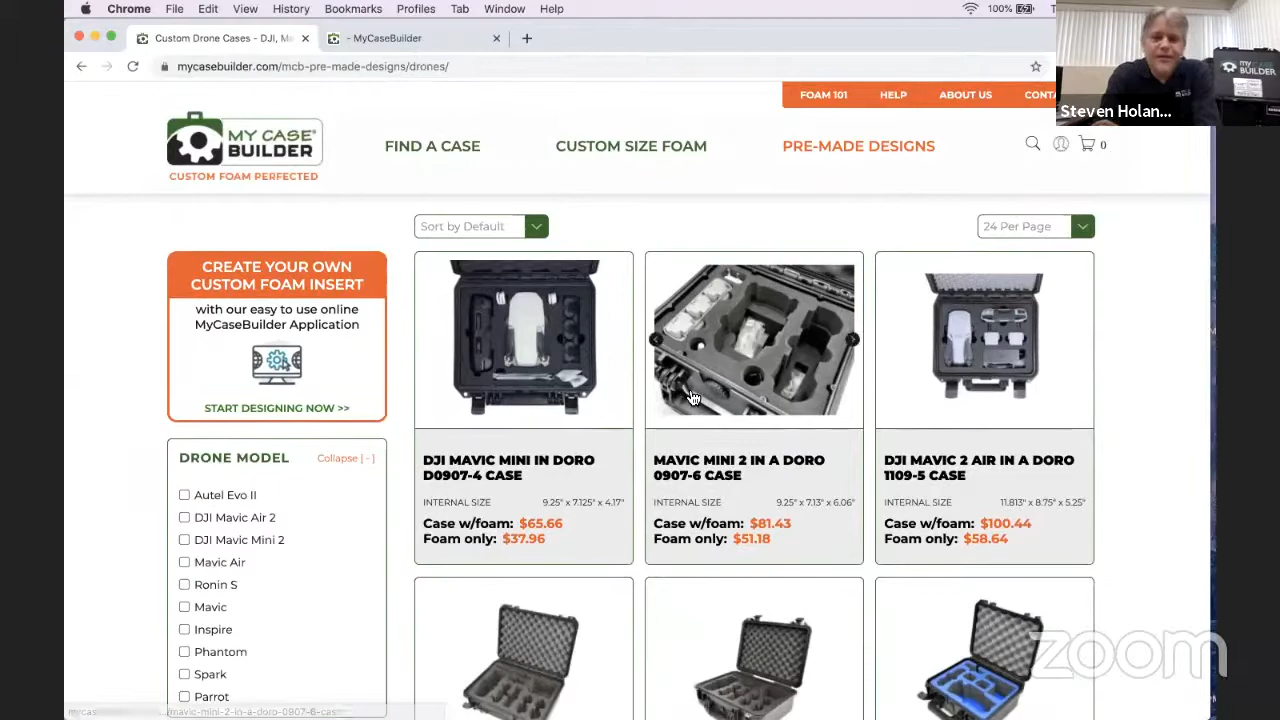 Chrome File Edit View History Bookmarks Profiles Tab Window Help
100%
Custom Drone Cases - DJI, M
- MyCaseBuilder
mycasebuilder.com/mcb-pre-made-designs/drones/
MY CASE BUILDER
Steven Holan...
FOAM 101 HELP ABOUT US CONTA
MY CASE BUILDER
CUSTOM FOAM PERFECTED
FIND A CASE
CUSTOM SIZE FOAM
PRE-MADE DESIGNS
0
Sort by Default
24 Per Page
CREATE YOUR OWN
CUSTOM FOAM INSERT
with our easy to use online
MyCaseBuilder Application
START DESIGNING NOW >>
DRONE MODEL Collapse [ - ]
Autel Evo II
DJI Mavic Air 2
DJI Mavic Mini 2
Mavic Air
Ronin S
Mavic
Inspire
Phantom
Spark
Parrot
DJI MAVIC MINI IN DORO
D0907-4 CASE
INTERNAL SIZE 9.25" x 7.125" x 4.17"
Case w/foam: $65.66
Foam only: $37.96
MAVIC MINI 2 IN A DORO
0907-6 CASE
INTERNAL SIZE 9.25" x 7.13" x 6.06"
Case w/foam: $81.43
Foam only: $51.18
DJI MAVIC 2 AIR IN A DORO
1109-5 CASE
INTERNAL SIZE 11.813" x 8.75" x 5.25"
Case w/foam: $100.44
Foam only: $58.64
zoom